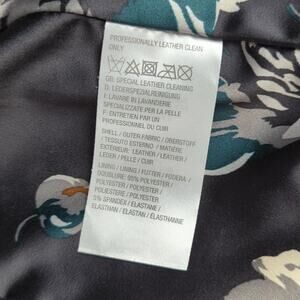 PROFESSIONALLY LEATHER CLEAN
ONLY
GB: SPECIAL LEATHER CLEANING
D: LEDERSPEZIALREINIGUNG
I: LAVARE IN LAVANDERIE
SPECIALIZZATE PER LA PELLE
F: ENTRETIEN PAR UN
PROFESSIONNEL DU CUIR
SHELL / OUTER FABRIC / OBERSTOFF
/ TESSUTO ESTERNO / MATIÈRE
EXTÉRIEUR: LEATHER / LEATHER /
LEDER / PELLE / CUIR
LINING / LINING / FUTTER / FODERA /
DOUBLURE: 95% POLYESTER /
POLYESTER / POLYESTER /
POLIESTERE / POLYESTER
5% SPANDEX / ELASTANE /
ELASTHAN / ELASTAN / ÉLASTHANNE